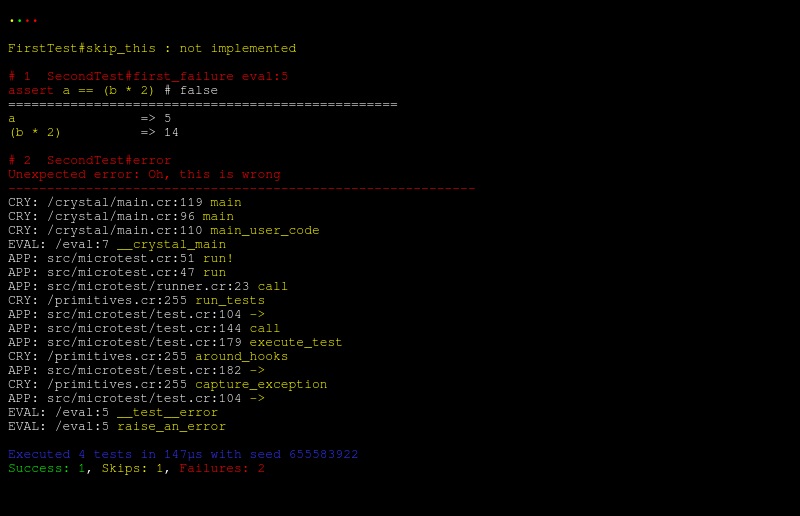 ....
FirstTest#skip_this : not implemented
# 1  SecondTest#first_failure eval:5
assert a == (b * 2) # false
==================================================
a                => 5
(b * 2)          => 14
# 2  SecondTest#error
Unexpected error: Oh, this is wrong
------------------------------------------------------------
CRY: /crystal/main.cr:119 main
CRY: /crystal/main.cr:96 main
CRY: /crystal/main.cr:110 main_user_code
EVAL: /eval:7 __crystal_main
APP: src/microtest.cr:51 run!
APP: src/microtest.cr:47 run
APP: src/microtest/runner.cr:23 call
CRY: /primitives.cr:255 run_tests
APP: src/microtest/test.cr:104 ->
APP: src/microtest/test.cr:144 call
APP: src/microtest/test.cr:179 execute_test
CRY: /primitives.cr:255 around_hooks
APP: src/microtest/test.cr:182 ->
CRY: /primitives.cr:255 capture_exception
APP: src/microtest/test.cr:104 ->
EVAL: /eval:5 __test__error
EVAL: /eval:5 raise_an_error
Executed 4 tests in 147µs with seed 655583922
Success: 1, Skips: 1, Failures: 2